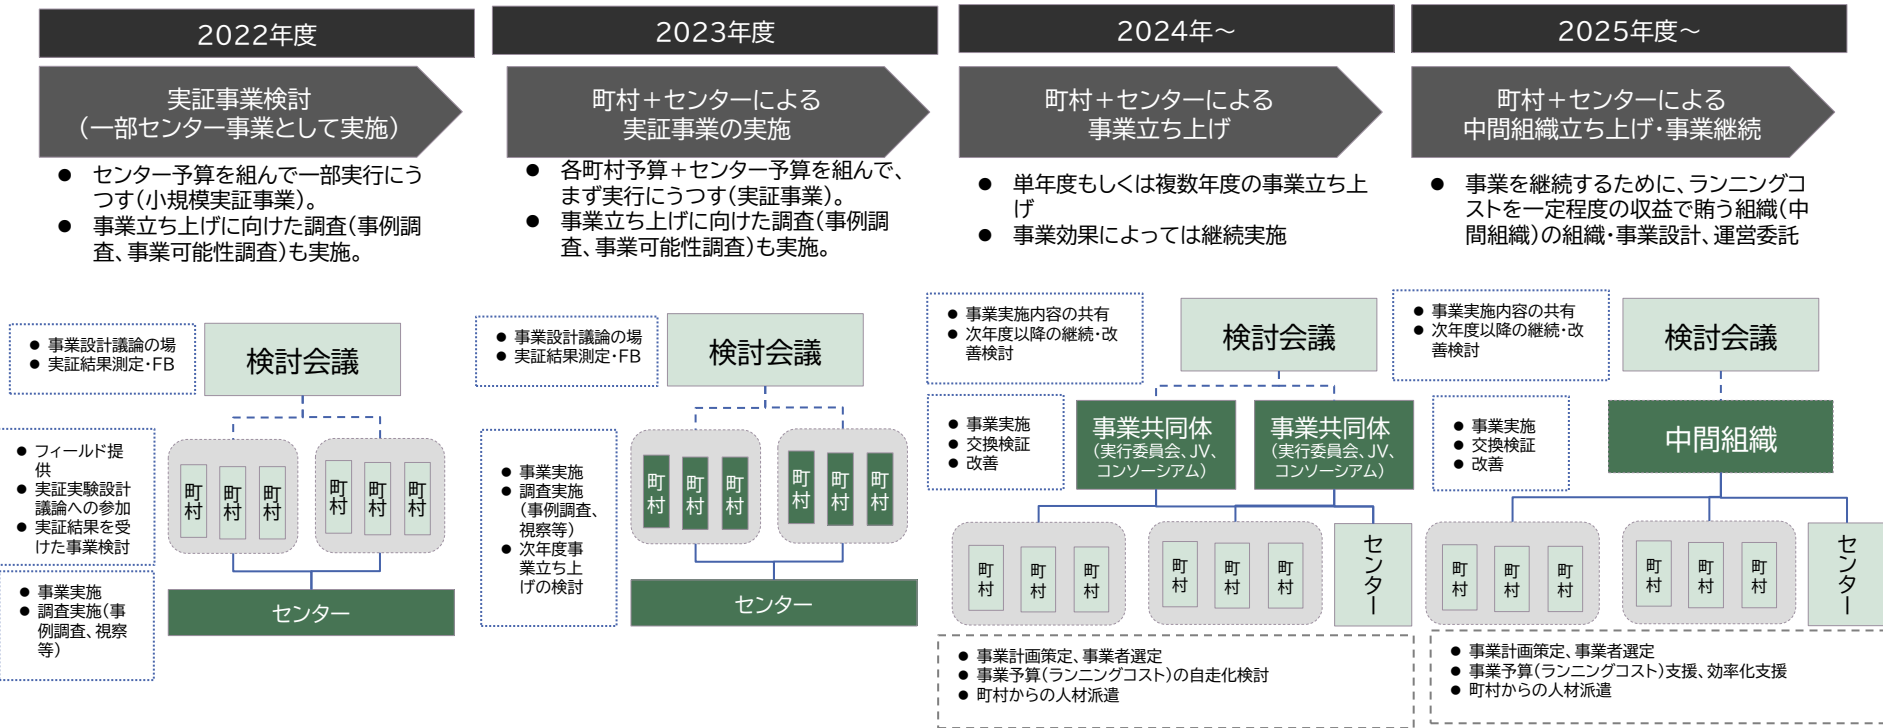 2022年度
実証事業検討
（一部センター事業として実施）
● センター予算を組んで一部実行にう
つす(小規模実証事業)。
● 事業立ち上げに向けた調査(事例調
査、事業可能性調査)も実施。
● 事業設計議論の場
● 実証結果測定・FB
検討会議
● フィールド提
供
● 実証実験設計
議論への参加
● 実証結果を受
けた事業検討
町村
町村
町村
町村
町村
町村
● 事業実施
● 調査実施(事
例調査、視察
等)
センター
2023年度
町村＋センターによる
実証事業の実施
● 各町村予算＋センター予算を組んで、
まず実行にうつす(実証事業)。
● 事業立ち上げに向けた調査(事例調
査、事業可能性調査)も実施。
● 事業設計議論の場
● 実証結果測定・FB
検討会議
● 事業実施
● 調査実施
(事例調査、
視察等)
● 次年度事
業立ち上
げの検討
町村
町村
町村
町村
町村
町村
センター
2024年～
町村＋センターによる
事業立ち上げ
● 単年度もしくは複数年度の事業立ち上
げ
● 事業効果によっては継続実施
● 事業実施内容の共有
● 次年度以降の継続・改
善検討
検討会議
● 事業実施
● 交換検証
● 改善
事業共同体
(実行委員会、JV、
コンソーシアム)
事業共同体
(実行委員会、JV、
コンソーシアム)
町村
町村
町村
町村
町村
町村
センター
● 事業計画策定、事業者選定
● 事業予算(ランニングコスト)の自走化検討
● 町村からの人材派遣
2025年度～
町村＋センターによる
中間組織立ち上げ・事業継続
● 事業を継続するために、ランニングコ
ストを一定程度の収益で賄う組織(中
間組織)の組織・事業設計、運営委託
● 事業実施内容の共有
● 次年度以降の継続・改
善検討
検討会議
● 事業実施
● 交換検証
● 改善
中間組織
町村
町村
町村
町村
町村
町村
センター
● 事業計画策定、事業者選定
● 事業予算(ランニングコスト)支援、効率化支援
● 町村からの人材派遣